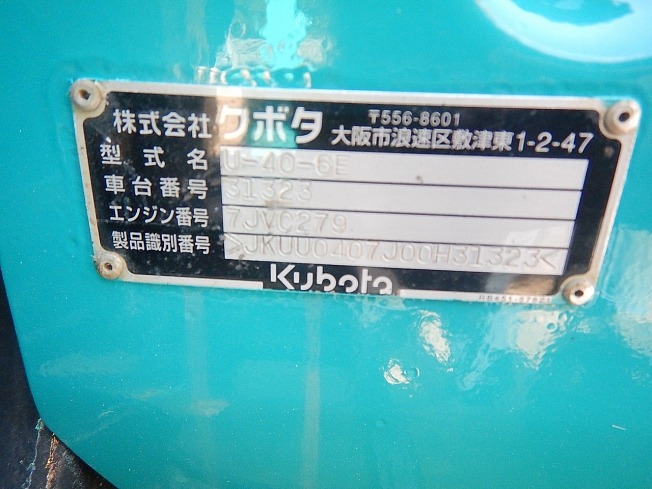 株式会社 クボタ 〒556-8601
大阪市浪速区敷津東1-2-47
型式名 U-40-6E
車台番号 31323
エンジン番号 7JVC279
製品識別番号 >JKUU0407J00H31323<
Kubota